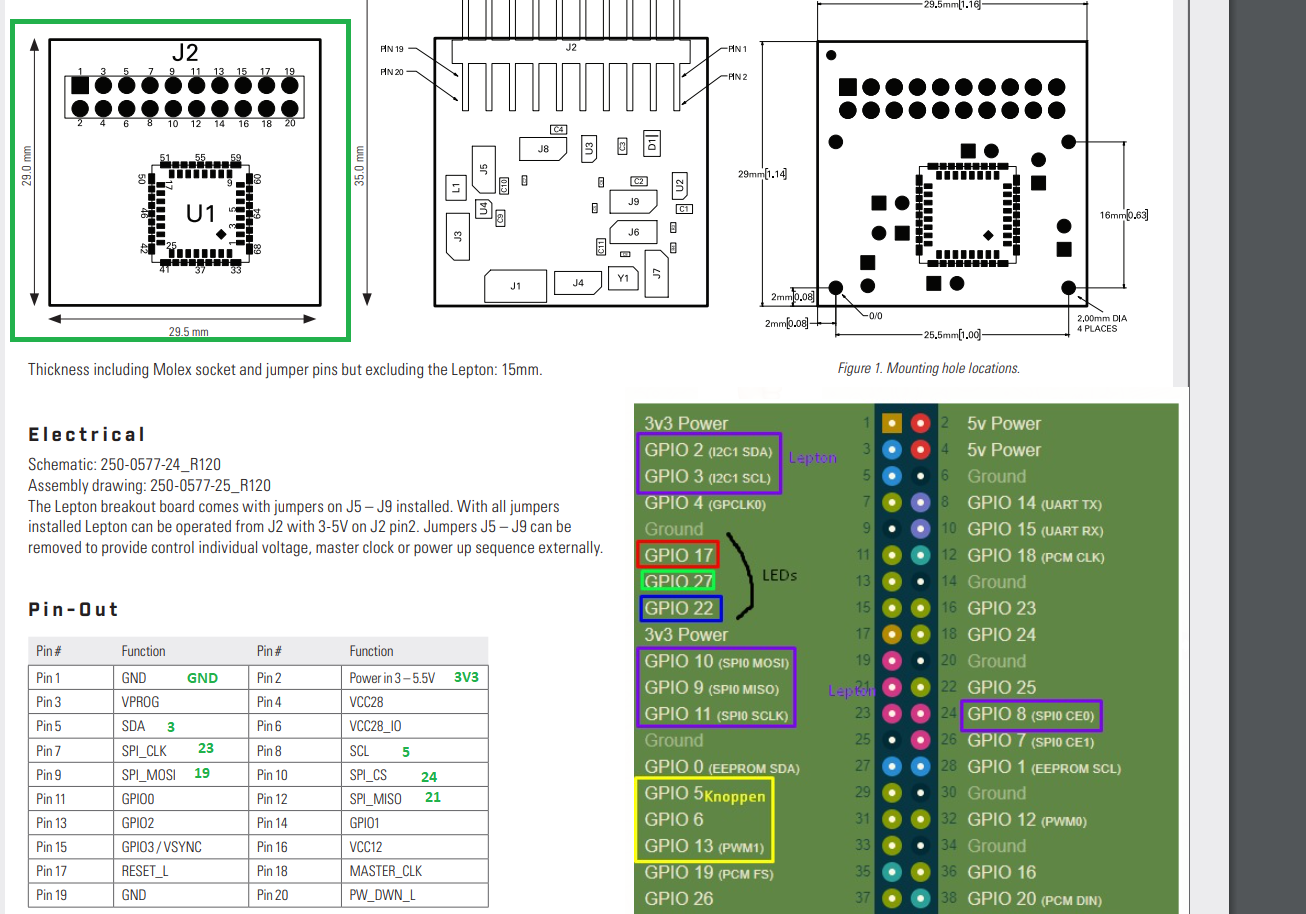 J2
1 3 5 7 9 11 13 15 17 19
2 4 6 8 10 12 14 16 18 20
29.0 mm
51 55 59
50 17 9 60
46 U1 5 64
3
42 25 1 68
41 37 33
29.5 mm
35.0 mm
PIN 19 J2 PIN 1
PIN 20 PIN 2
C4
J8 U3 C3 D1
J5
L1 C10 C2 U2
U4 J9 C1
C9
J3 J6
C11
Y1 J7
J1 J4
29.5mm[1.16]
29mm[1.14]
16mm[0.63]
2mm[0.08]
2mm[0.08]
0/0
25.5mm[1.00]
2.00mm DIA
4 PLACES
Thickness including Molex socket and jumper pins but excluding the Lepton: 15mm.
Figure 1. Mounting hole locations.
Electrical
Schematic: 250-0577-24_R120
Assembly drawing: 250-0577-25_R120
The Lepton breakout board comes with jumpers on J5 – J9 installed. With all jumpers
installed Lepton can be operated from J2 with 3-5V on J2 pin2. Jumpers J5 – J9 can be
removed to provide control individual voltage, master clock or power up sequence externally.
Pin-Out
Pin # Function Pin # Function
Pin 1 GND GND Pin 2 Power in 3 – 5.5V 3V3
Pin 3 VPROG Pin 4 VCC28
Pin 5 SDA 3 Pin 6 VCC28_IO
Pin 7 SPI_CLK 23 Pin 8 SCL 5
Pin 9 SPI_MOSI 19 Pin 10 SPI_CS 24
Pin 11 GPIO0 Pin 12 SPI_MISO 21
Pin 13 GPIO2 Pin 14 GPIO1
Pin 15 GPIO3 / VSYNC Pin 16 VCC12
Pin 17 RESET_L Pin 18 MASTER_CLK
Pin 19 GND Pin 20 PW_DWN_L
3v3 Power 1 2 5v Power
GPIO 2 (I2C1 SDA) 3 4 5v Power
Lepton
GPIO 3 (I2C1 SCL) 5 6 Ground
GPIO 4 (GPCLK0) 7 8 GPIO 14 (UART TX)
Ground 9 10 GPIO 15 (UART RX)
GPIO 17 11 12 GPIO 18 (PCM CLK)
LEDs
GPIO 27 13 14 Ground
GPIO 22 15 16 GPIO 23
3v3 Power 17 18 GPIO 24
GPIO 10 (SPI0 MOSI) 19 20 Ground
GPIO 9 (SPI0 MISO) Lepton 21 22 GPIO 25
GPIO 11 (SPI0 SCLK) 23 24 GPIO 8 (SPI0 CE0)
Ground 25 26 GPIO 7 (SPI0 CE1)
GPIO 0 (EEPROM SDA) 27 28 GPIO 1 (EEPROM SCL)
GPIO 5 Knoppen 29 30 Ground
GPIO 6 31 32 GPIO 12 (PWM0)
GPIO 13 (PWM1) 33 34 Ground
GPIO 19 (PCM FS) 35 36 GPIO 16
GPIO 26 37 38 GPIO 20 (PCM DIN)